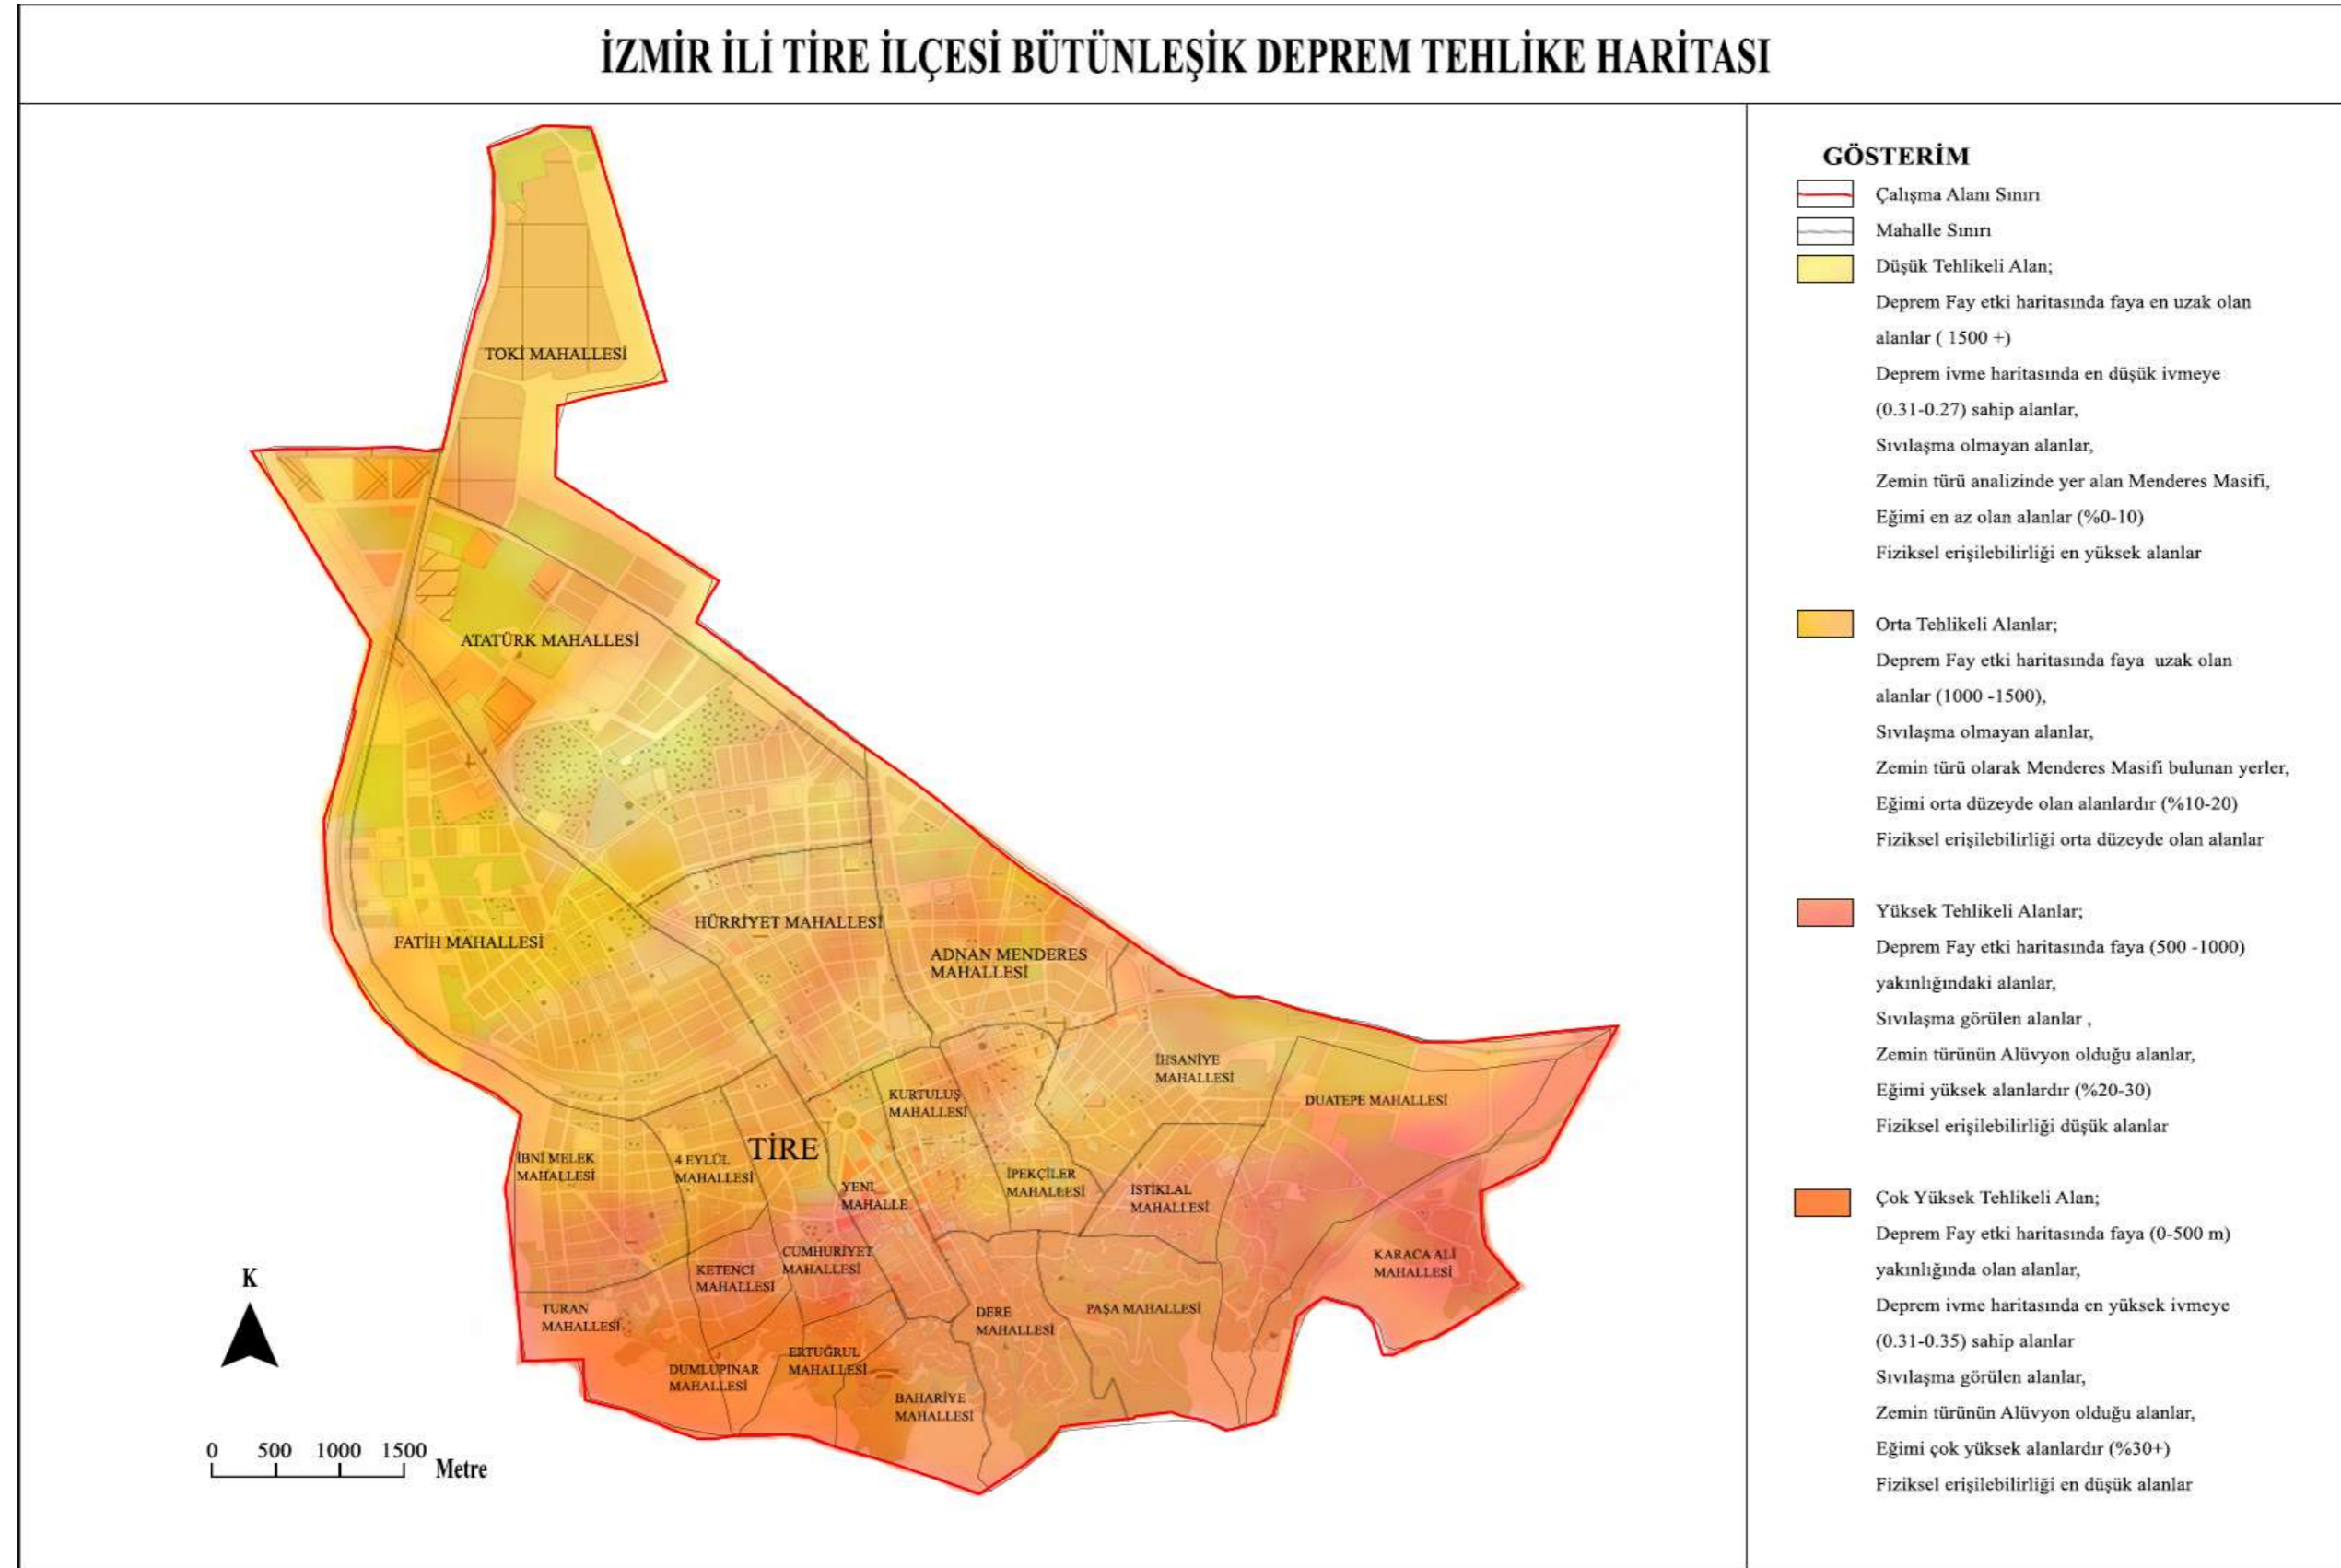 İZMİR İLİ TİRE İLÇESİ BÜTÜNLEŞİK DEPREM TEHLİKE HARİTASI
TOKİ MAHALLESİ
ATATÜRK MAHALLESİ
HÜRRİYET MAHALLESİ
FATİH MAHALLESİ
ADNAN MENDERES
MAHALLESİ
İHSANİYE
MAHALLESİ
KURTULUŞ
MAHALLESİ
DUATEPE MAHALLESİ
TİRE
İBNİ MELEK
MAHALLESİ
4 EYLÜL
MAHALLESİ
YENİ
MAHALLE
İPEKÇİLER
MAHALLESİ
İSTİKLAL
MAHALLESİ
CUMHURİYET
MAHALLESİ
KETENCİ
MAHALLESİ
KARACA ALİ
MAHALLESİ
TURAN
MAHALLESİ
DERE
MAHALLESİ
PAŞA MAHALLESİ
ERTUĞRUL
MAHALLESİ
DUMLUPINAR
MAHALLESİ
BAHARİYE
MAHALLESİ
K
0 500 1000 1500
Metre
GÖSTERİM
Çalışma Alanı Sınırı
Mahalle Sınırı
Düşük Tehlikeli Alan;
Deprem Fay etki haritasında faya en uzak olan
alanlar ( 1500 +)
Deprem ivme haritasında en düşük ivmeye
(0.31-0.27) sahip alanlar,
Sıvılaşma olmayan alanlar,
Zemin türü analizinde yer alan Menderes Masifi,
Eğimi en az olan alanlar (%0-10)
Fiziksel erişilebilirliği en yüksek alanlar
Orta Tehlikeli Alanlar;
Deprem Fay etki haritasında faya uzak olan
alanlar (1000 -1500),
Sıvılaşma olmayan alanlar,
Zemin türü olarak Menderes Masifi bulunan yerler,
Eğimi orta düzeyde olan alanlardır (%10-20)
Fiziksel erişilebilirliği orta düzeyde olan alanlar
Yüksek Tehlikeli Alanlar;
Deprem Fay etki haritasında faya (500 -1000)
yakınlığındaki alanlar,
Sıvılaşma görülen alanlar ,
Zemin türünün Alüvyon olduğu alanlar,
Eğimi yüksek alanlardır (%20-30)
Fiziksel erişilebilirliği düşük alanlar
Çok Yüksek Tehlikeli Alan;
Deprem Fay etki haritasında faya (0-500 m)
yakınlığında olan alanlar,
Deprem ivme haritasında en yüksek ivmeye
(0.31-0.35) sahip alanlar
Sıvılaşma görülen alanlar,
Zemin türünün Alüvyon olduğu alanlar,
Eğimi çok yüksek alanlardır (%30+)
Fiziksel erişilebilirliği en düşük alanlar